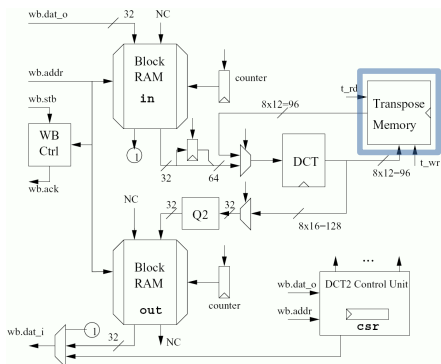 wb.dat_o
32
NC
Block
RAM
in
wb.addr
counter
wb.stb
WB
Ctrl
wb.ack
1
32
64
8x12=96
t_rd
Transpose
Memory
t_wr
DCT
8x12=96
32
Q2
32
8x16=128
NC
Block
RAM
out
counter
...
DCT2 Control Unit
csr
wb.dat_o
wb.addr
wb.dat_i
1
32
NC